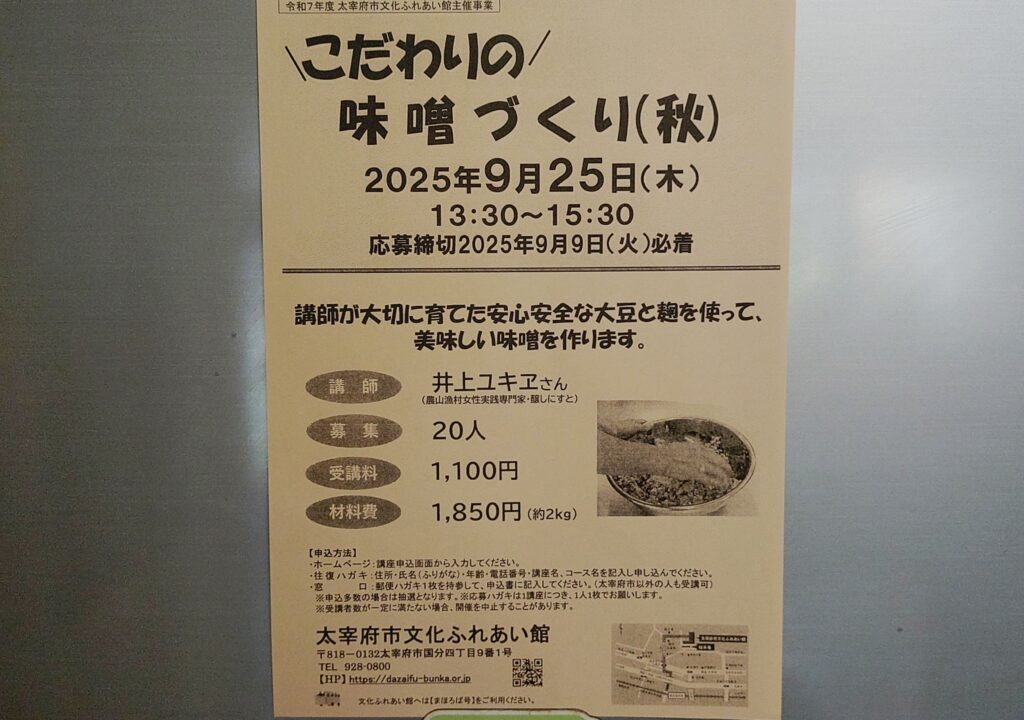 令和7年度 太宰府市文化ふれあい館主催事業
こだわりの
味噌づくり(秋)
2025年9月25日(木)
13:30～15:30
応募締切2025年9月9日(火)必着
講師が大切に育てた安心安全な大豆と麹を使って、
美味しい味噌を作ります。
講師 井上ユキヱさん
(農山漁村女性実践専門家・醸しにすと)
募集 20人
受講料 1,100円
材料費 1,850円(約2kg)
【申込方法】
・ホームページ:講座申込画面から入力してください。
・往復ハガキ:住所・氏名(ふりがな)・年齢・電話番号・講座名、コース名を記入し申し込んでください。
・窓口:郵便ハガキ1枚を持参して、申込書に記入してください。(太宰府市以外の人も受講可)
※申込多数の場合は抽選となります。※応募ハガキは1講座につき、1人1枚でお願いします。
※受講者数が一定に満たない場合、開催を中止することがあります。
太宰府市文化ふれあい館
〒818－0132太宰府市国分四丁目9番1号
TEL 928-0800
【HP】https://dazaifu-bunka.or.jp
文化ふれあい館へは【まほろば号】をご利用ください。